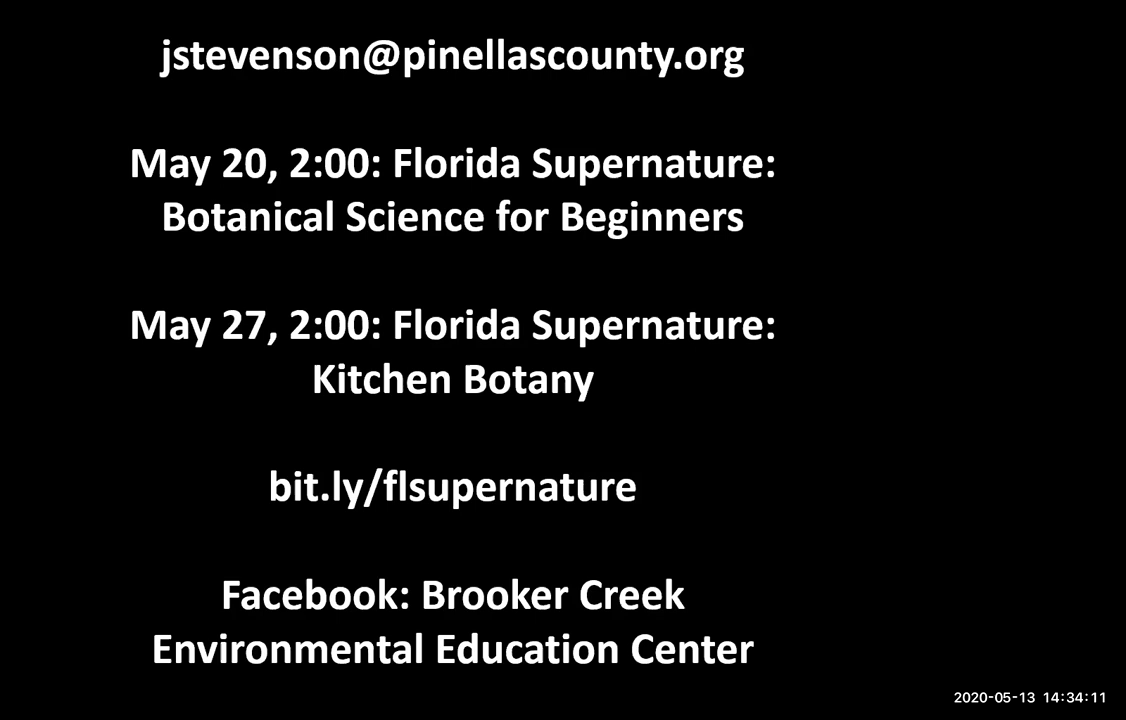 jstevenson@pinellascounty.org
May 20, 2:00: Florida Supernature:
Botanical Science for Beginners
May 27, 2:00: Florida Supernature:
Kitchen Botany
bit.ly/flsupernature
Facebook: Brooker Creek
Environmental Education Center
2020-05-13 14:34:11